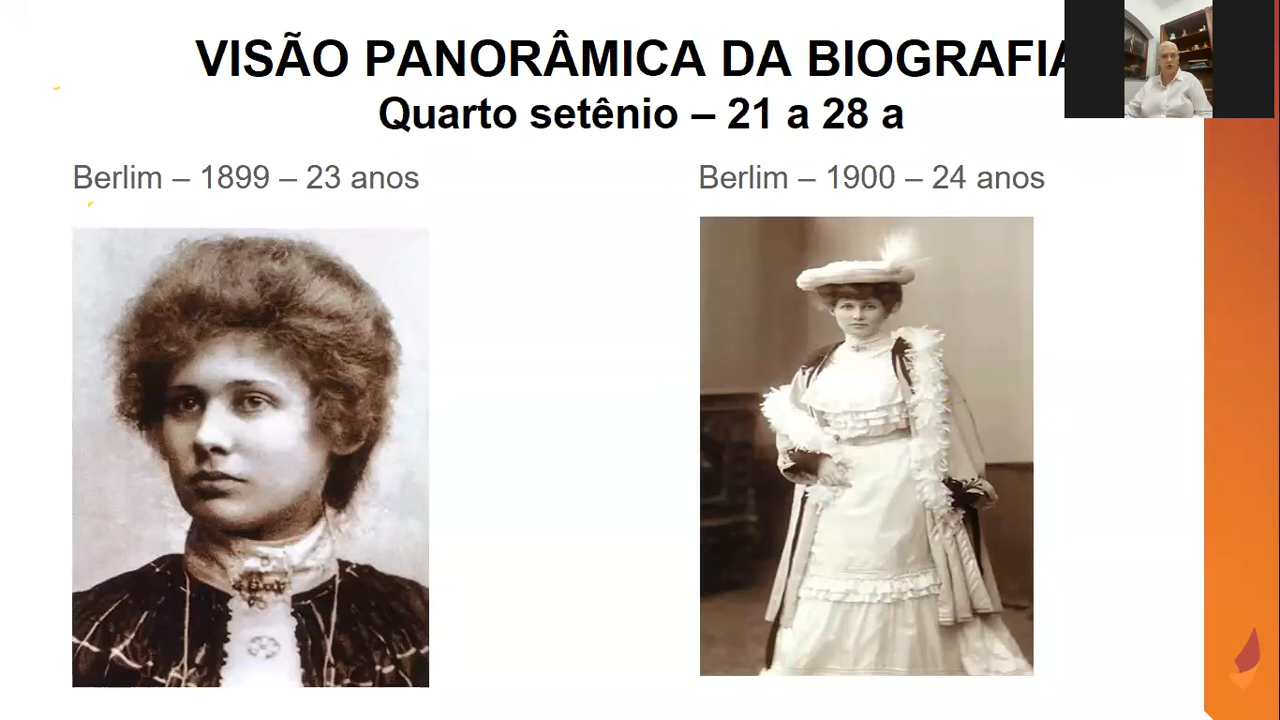 VISÃO PANORÂMICA DA BIOGRAFIA
Quarto setênio – 21 a 28 a
Berlim – 1899 – 23 anos
Berlim – 1900 – 24 anos